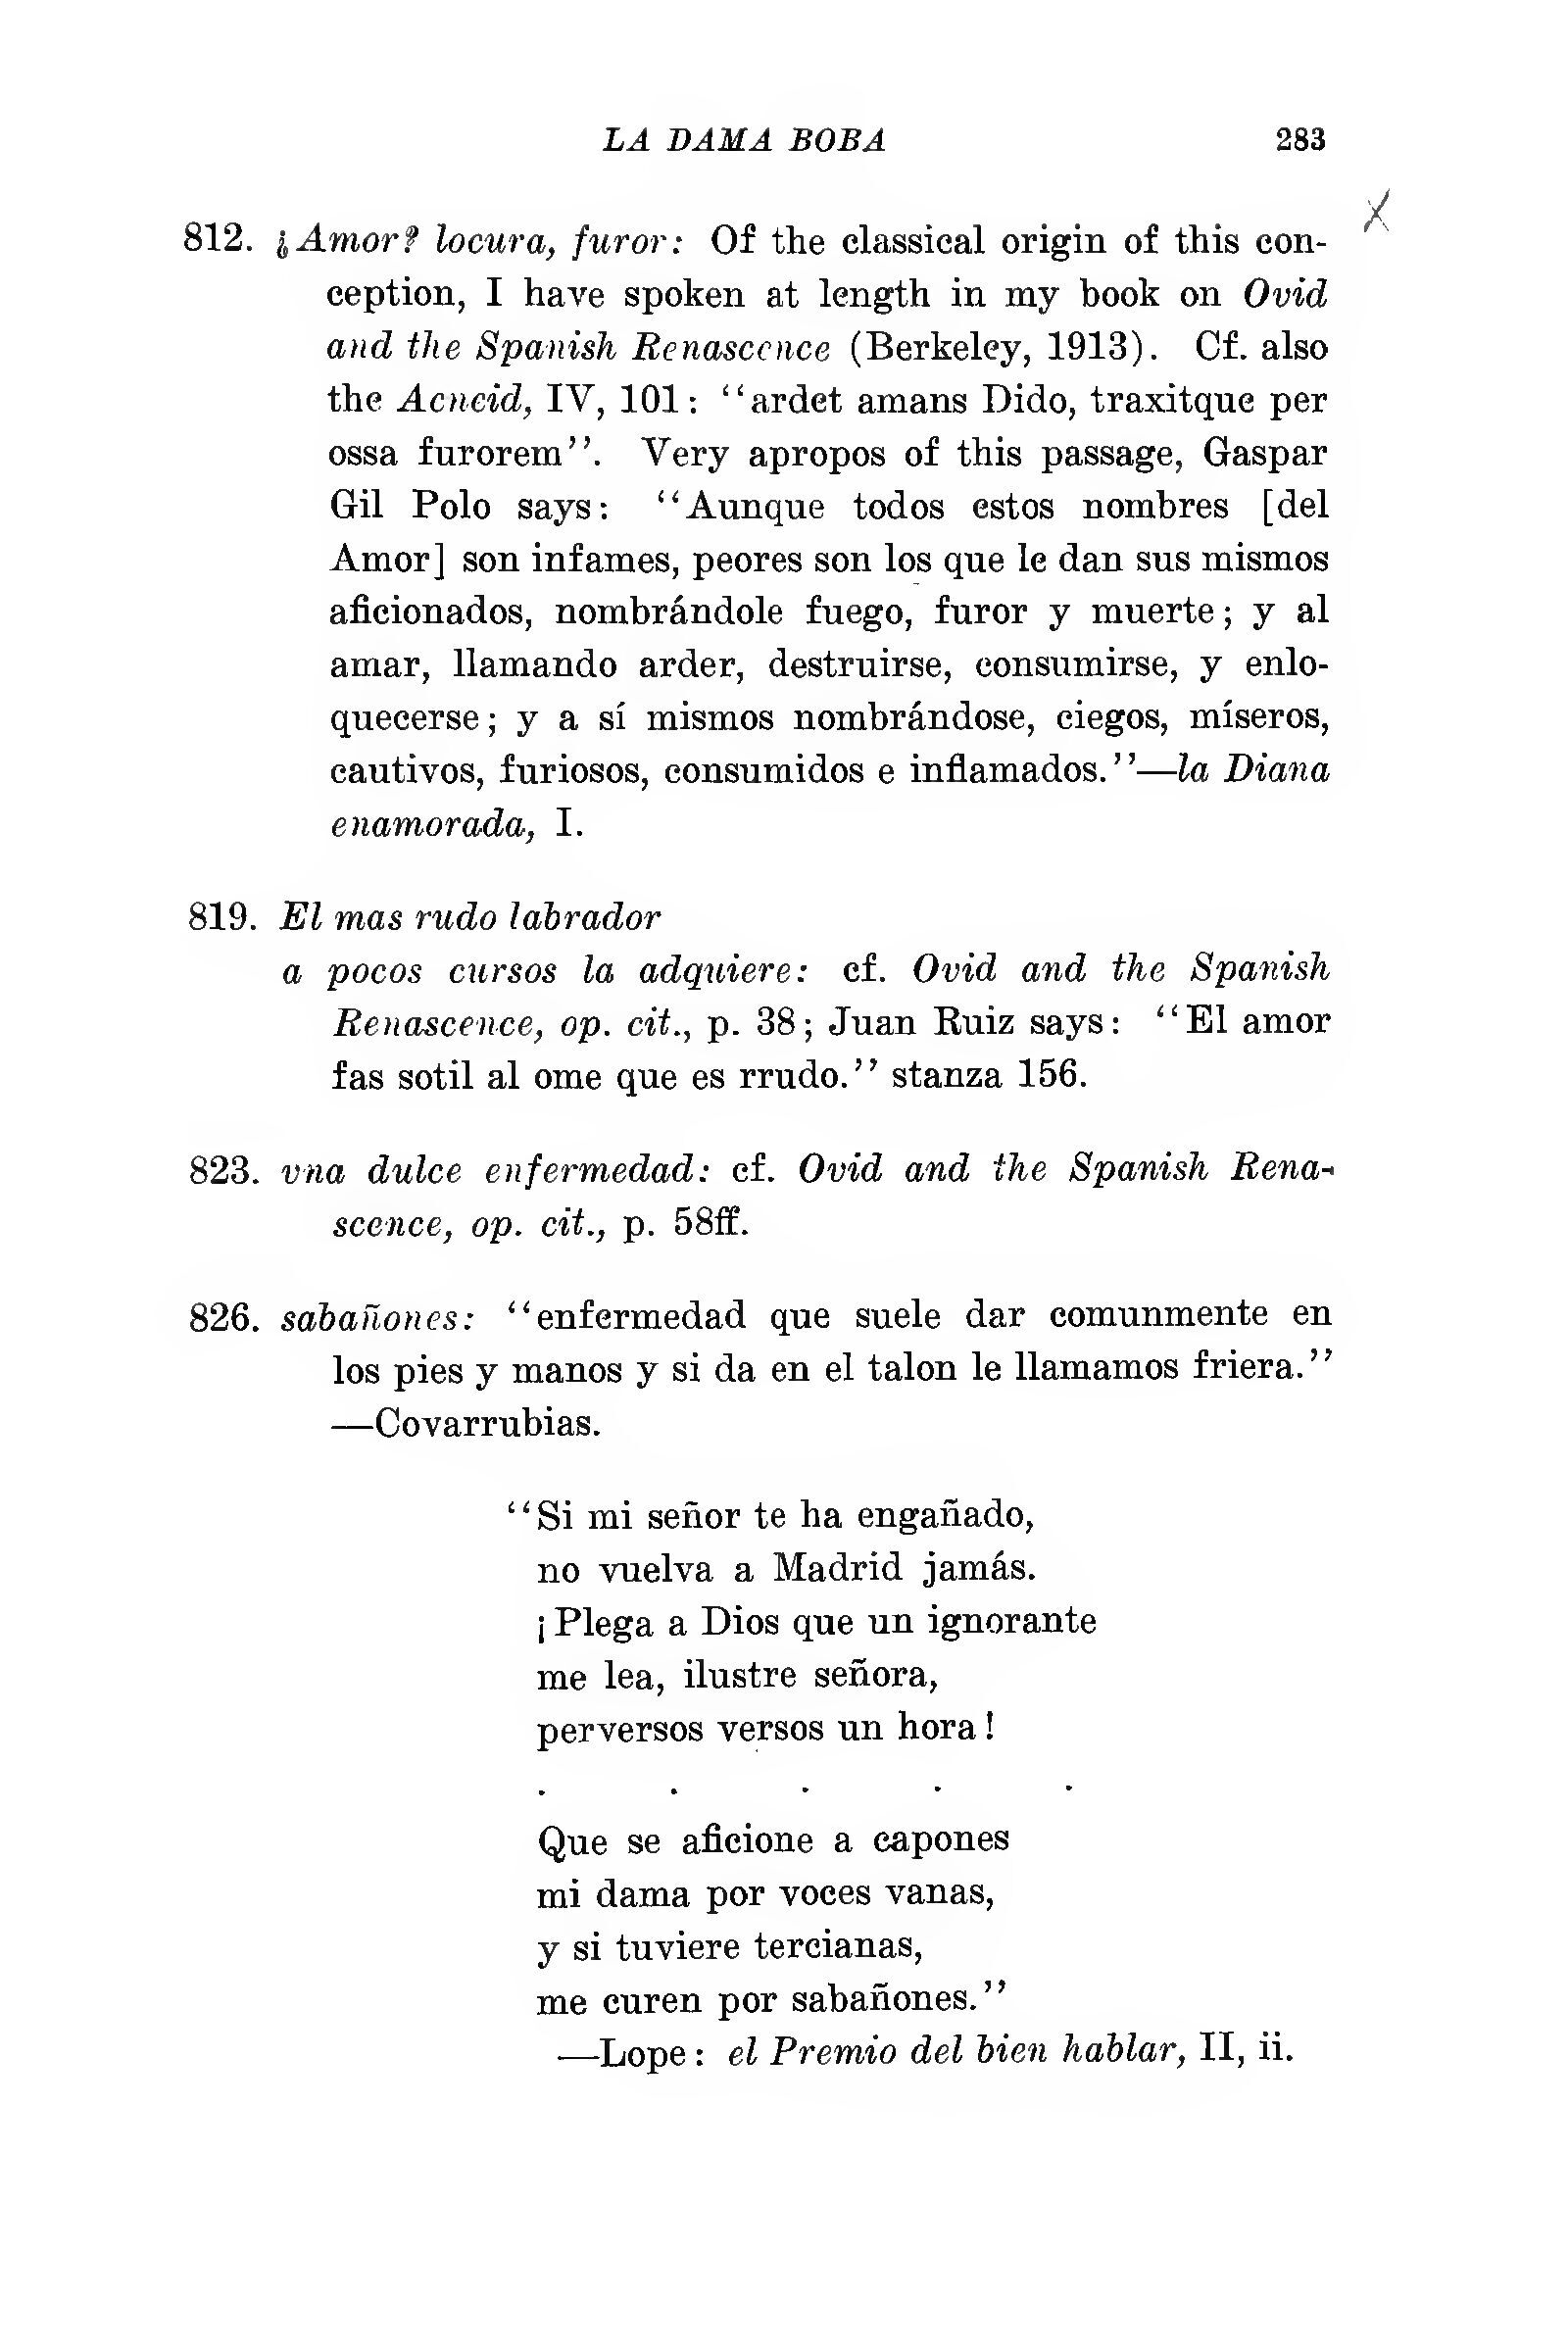 LA DAMA BOBA 283
812. ¿Amor? locura, furor: Of the classical origin of this con-
ception, I have spoken at length in my book on Ovid
and the Spanish Renascence (Berkeley, 1913). Cf. also
the Aeneid, IV, 101: “ardet amans Dido, traxitque per
ossa furorem”. Very apropos of this passage, Gaspar
Gil Polo says: “Aunque todos estos nombres [del
Amor] son infames, peores son los que le dan sus mismos
aficionados, nombrándole fuego, furor y muerte; y al
amar, llamando arder, destruirse, consumirse, y enlo-
quecerse; y a sí mismos nombrándose, ciegos, míseros,
cautivos, furiosos, consumidos e inflamados.”—la Diana
enamorada, I.
819. El mas rudo labrador
a pocos cursos la adquiere: cf. Ovid and the Spanish
Renascence, op. cit., p. 38; Juan Ruiz says: “El amor
fas sotil al ome que es rrudo.” stanza 156.
823. vna dulce enfermedad: cf. Ovid and the Spanish Rena-
scence, op. cit., p. 58ff.
826. sabañones: “enfermedad que suele dar comunmente en
los pies y manos y si da en el talon le llamamos friera.”
—Covarrubias.
“Si mi señor te ha engañado,
no vuelva a Madrid jamás.
¡Plega a Dios que un ignorante
me lea, ilustre señora,
perversos versos un hora!
. . . . .
Que se aficione a capones
mi dama por voces vanas,
y si tuviere tercianas,
me curen por sabañones.”
—Lope: el Premio del bien hablar, II, ii.